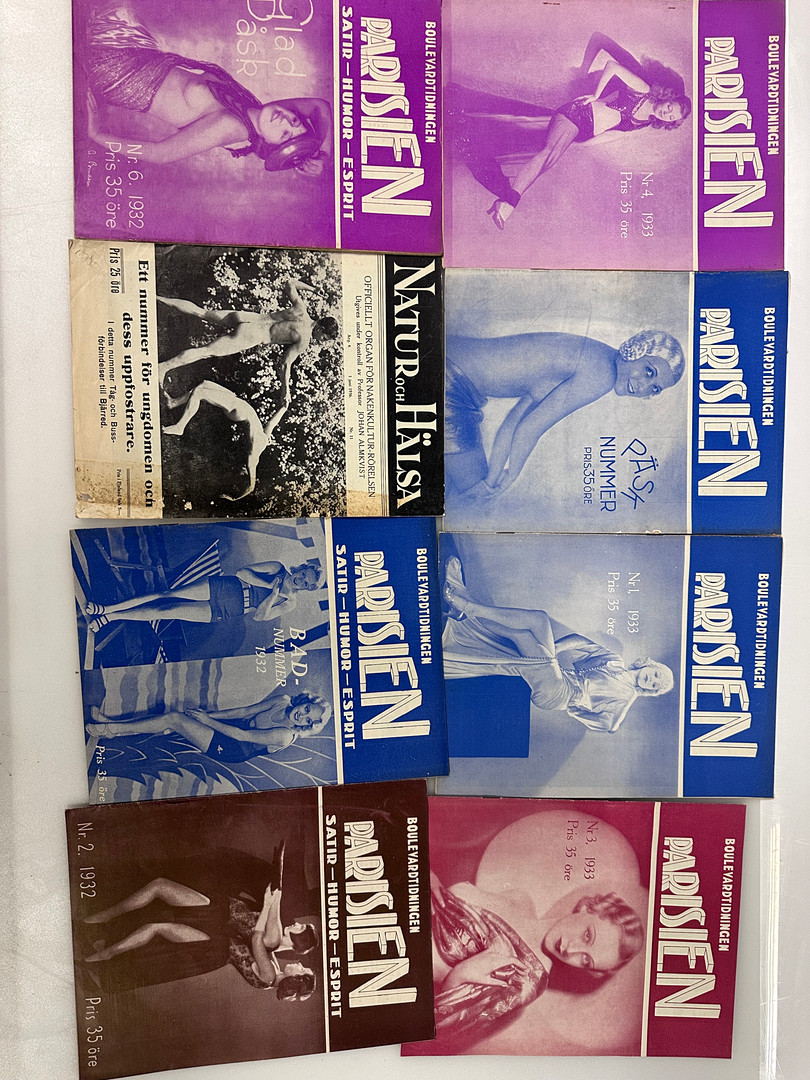 BOULEVARDTIDNINGEN
PARISIEN
SATIR—HUMOR—ESPRIT
Glad
Påsk
Nr. 6. 1932
Pris 35 öre
BOULEVARDTIDNINGEN
PARISIEN
Nr 4, 1933
Pris 35 öre
NATUR OCH HÄLSA
OFFICIELLT ORGAN FÖR NAKENKULTUR-RÖRELSEN
Utgives under kontroll av Professor JOHAN ALMKVIST
Nr. 11
Ett nummer för ungdomen och
dess uppfostrare.
Pris 25 öre
I detta nummer Tåg- och Buss-
förbindelser till Bjärred.
BOULEVARDTIDNINGEN
PARISIEN
PÅSK
NUMMER
PRIS 35 ÖRE
BOULEVARDTIDNINGEN
PARISIEN
SATIR—HUMOR—ESPRIT
BAD-
NUMMER
1932
Pris 35 öre
BOULEVARDTIDNINGEN
PARISIEN
Nr 1, 1933
Pris 35 öre
BOULEVARDTIDNINGEN
PARISIEN
SATIR—HUMOR—ESPRIT
Nr 2. 1932
Pris 35 öre
BOULEVARDTIDNINGEN
PARISIEN
Nr 3, 1933
Pris 35 öre